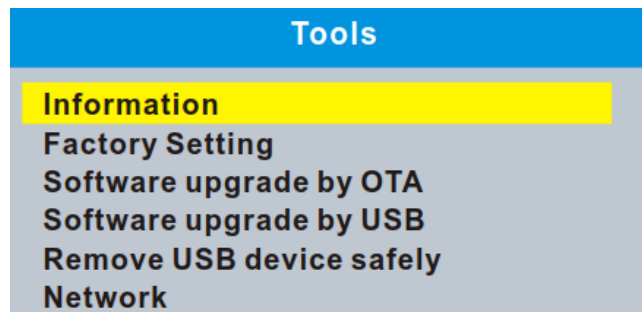 Tools
Information
Factory Setting
Software upgrade by OTA
Software upgrade by USB
Remove USB device safely
Network